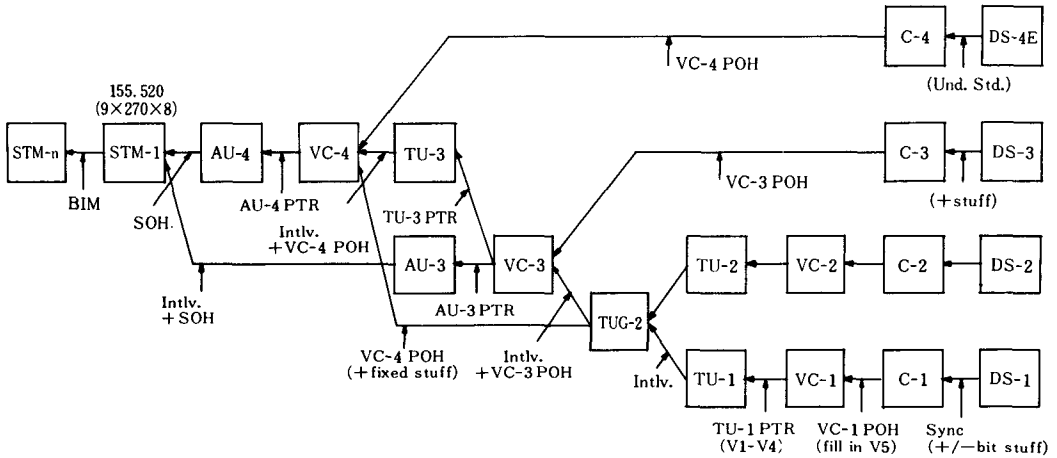 C-4
DS-4E
VC-4 POH
(Und. Std.)
155.520
(9×270×8)
STM-n
STM-1
AU-4
VC-4
TU-3
C-3
DS-3
BIM
SOH.
AU-4 PTR
TU-3 PTR
VC-3 POH
(+stuff)
Intlv.
+VC-4 POH
AU-3
VC-3
TU-2
VC-2
C-2
DS-2
Intlv.
+SOH
AU-3 PTR
TUG-2
VC-4 POH
(+fixed stuff)
Intlv.
+VC-3 POH
Intlv.
TU-1
VC-1
C-1
DS-1
TU-1 PTR
(V1-V4)
VC-1 POH
(fill in V5)
Sync
(+/-bit stuff)